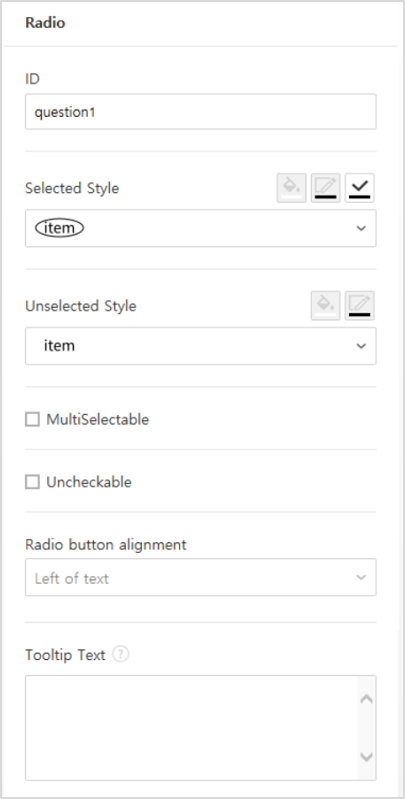 Radio
ID
question1
Selected Style
item
Unselected Style
item
MultiSelectable
Uncheckable
Radio button alignment
Left of text
Tooltip Text ?